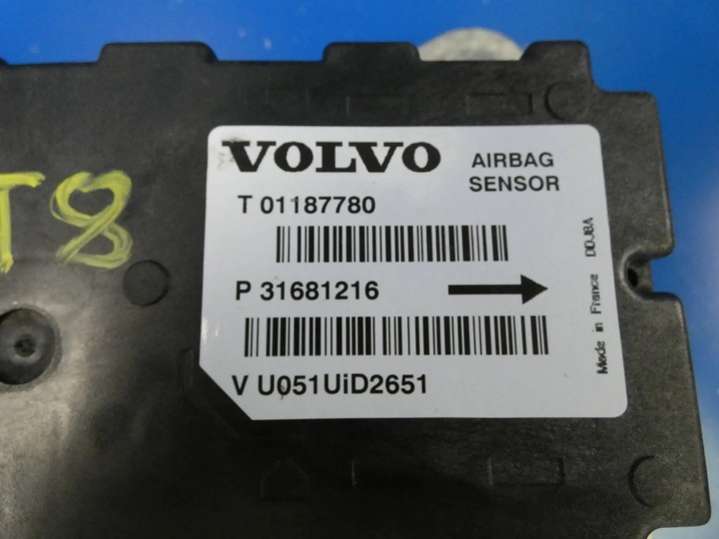 VOLVO
AIRBAG
SENSOR
T 01187780
P 31681216
V U051UiD2651
Made in France DDJBA
T8